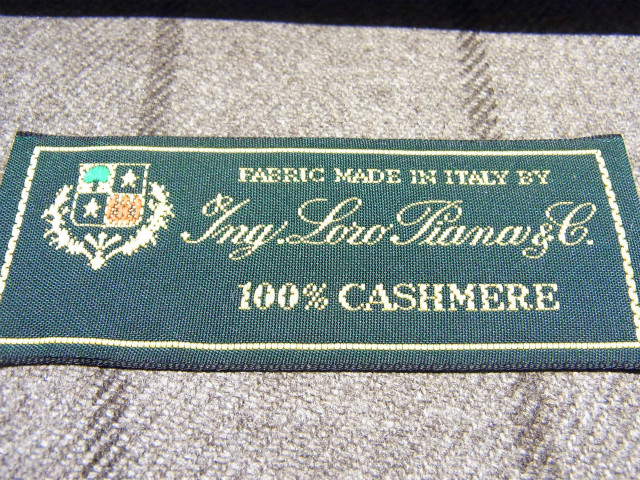 FABRIC MADE IN ITALY BY
Ing. Loro Piana & C.
100% CASHMERE